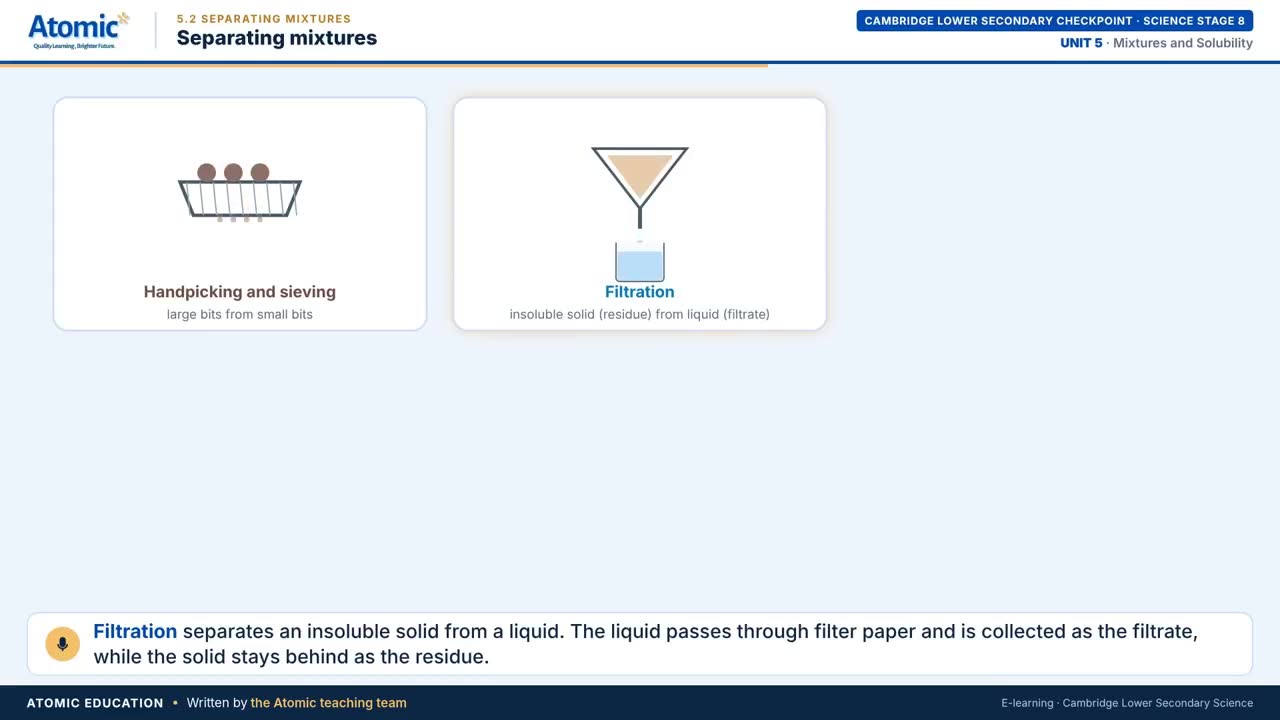 Atomic
Quality Learning, Brighter Future.
5.2 SEPARATING MIXTURES
Separating mixtures
CAMBRIDGE LOWER SECONDARY CHECKPOINT · SCIENCE STAGE 8
UNIT 5 · Mixtures and Solubility
Handpicking and sieving
large bits from small bits
Filtration
insoluble solid (residue) from liquid (filtrate)
Filtration separates an insoluble solid from a liquid. The liquid passes through filter paper and is collected as the filtrate,
while the solid stays behind as the residue.
ATOMIC EDUCATION • Written by the Atomic teaching team
E-learning · Cambridge Lower Secondary Science